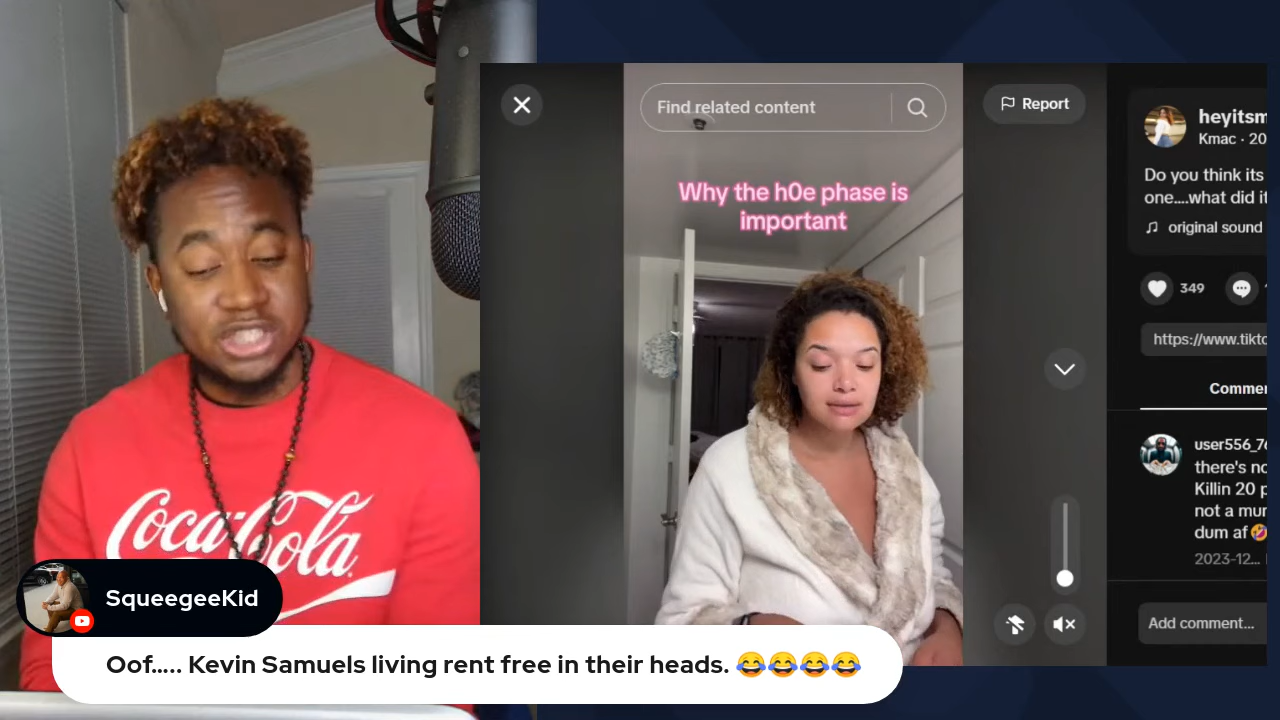 Find related content
Report
Why the h0e phase is
important
heyitsm
Kmac · 20
Do you think its
one....what did it
original sound
349
https://www.tikto
Comme
user556_7
there's no
Killin 20 p
not a mur
dum af 🤣
2023-12...
Add comment...
Coca-Cola
SqueegeeKid
Oof..... Kevin Samuels living rent free in their heads. 😂😂😂😂